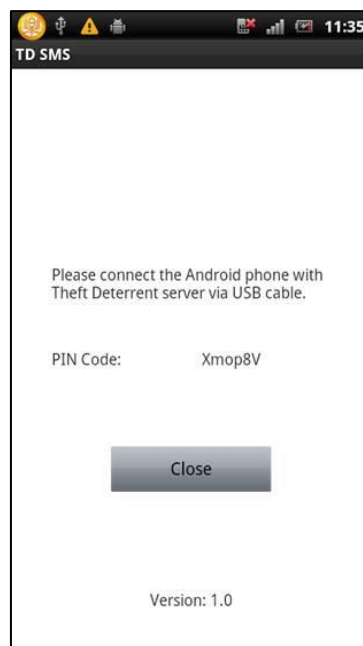 11:35
TD SMS
Please connect the Android phone with
Theft Deterrent server via USB cable.
PIN Code: Xmop8V
Close
Version: 1.0